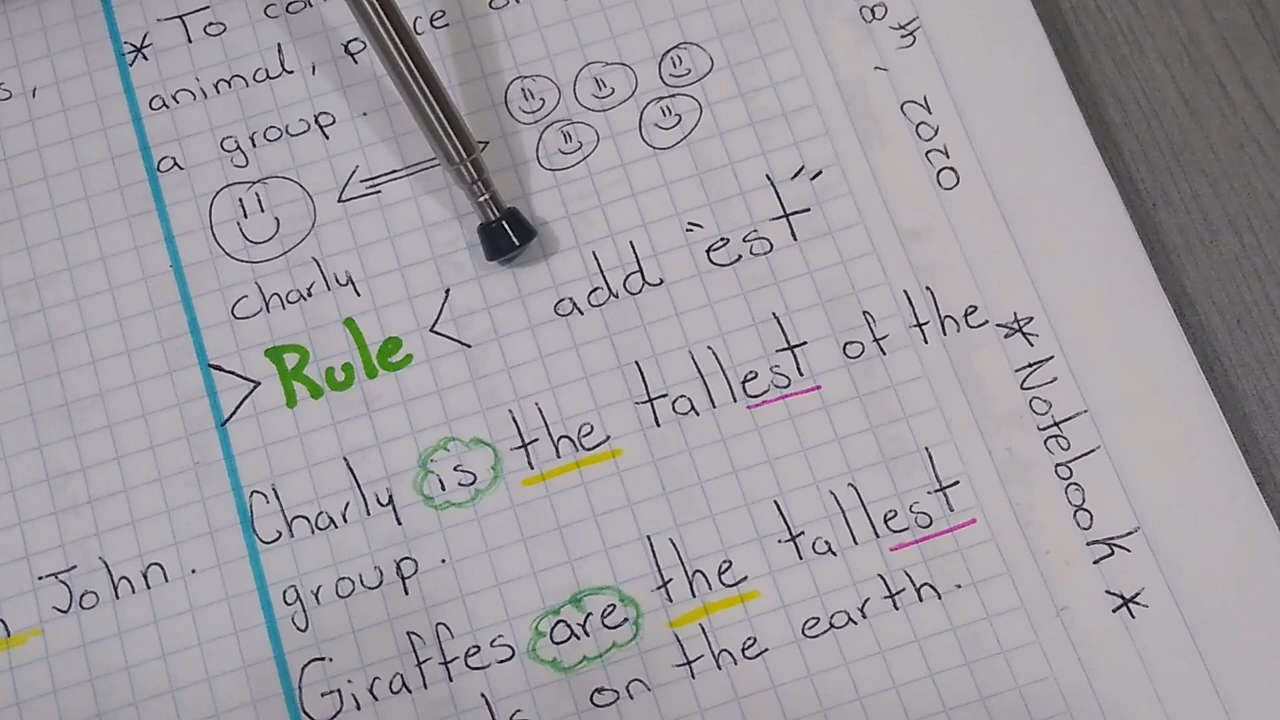 * To
animal,
a group.
Charly
> Rule < add "est"
Charly is the tallest of the
group.
Giraffes are the tallest
on the earth.
John.
* Notebook *